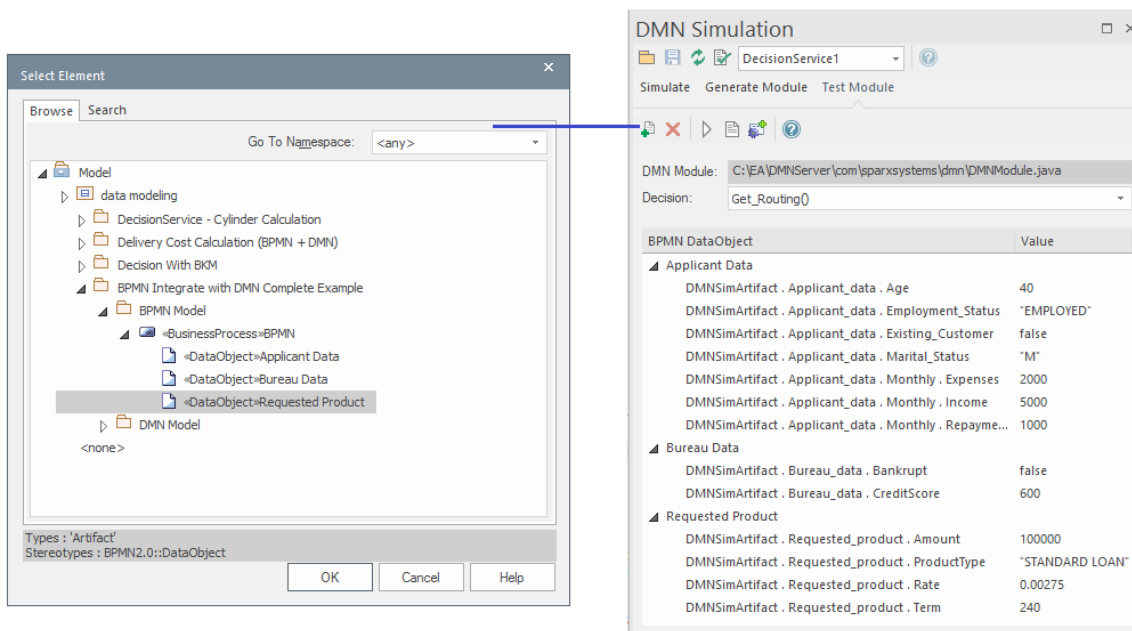 Select Element
Browse Search
Go To Namespace: <any>
Model
data modeling
DecisionService - Cylinder Calculation
Delivery Cost Calculation (BPMN + DMN)
Decision With BKM
BPMN Integrate with DMN Complete Example
BPMN Model
«BusinessProcess»BPMN
«DataObject»Applicant Data
«DataObject»Bureau Data
«DataObject»Requested Product
DMN Model
<none>
Types : 'Artifact'
Stereotypes : BPMN2.0::DataObject
OK Cancel Help
DMN Simulation
DecisionService1
Simulate Generate Module Test Module
DMN Module: C:\EA\DMNServer\com\sparxsystems\dmn\DMNModule.java
Decision: Get_Routing()
BPMN DataObject Value
Applicant Data
DMNSimArtifact . Applicant_data . Age 40
DMNSimArtifact . Applicant_data . Employment_Status "EMPLOYED"
DMNSimArtifact . Applicant_data . Existing_Customer false
DMNSimArtifact . Applicant_data . Marital_Status "M"
DMNSimArtifact . Applicant_data . Monthly . Expenses 2000
DMNSimArtifact . Applicant_data . Monthly . Income 5000
DMNSimArtifact . Applicant_data . Monthly . Repayme... 1000
Bureau Data
DMNSimArtifact . Bureau_data . Bankrupt false
DMNSimArtifact . Bureau_data . CreditScore 600
Requested Product
DMNSimArtifact . Requested_product . Amount 100000
DMNSimArtifact . Requested_product . ProductType "STANDARD LOAN"
DMNSimArtifact . Requested_product . Rate 0.00275
DMNSimArtifact . Requested_product . Term 240